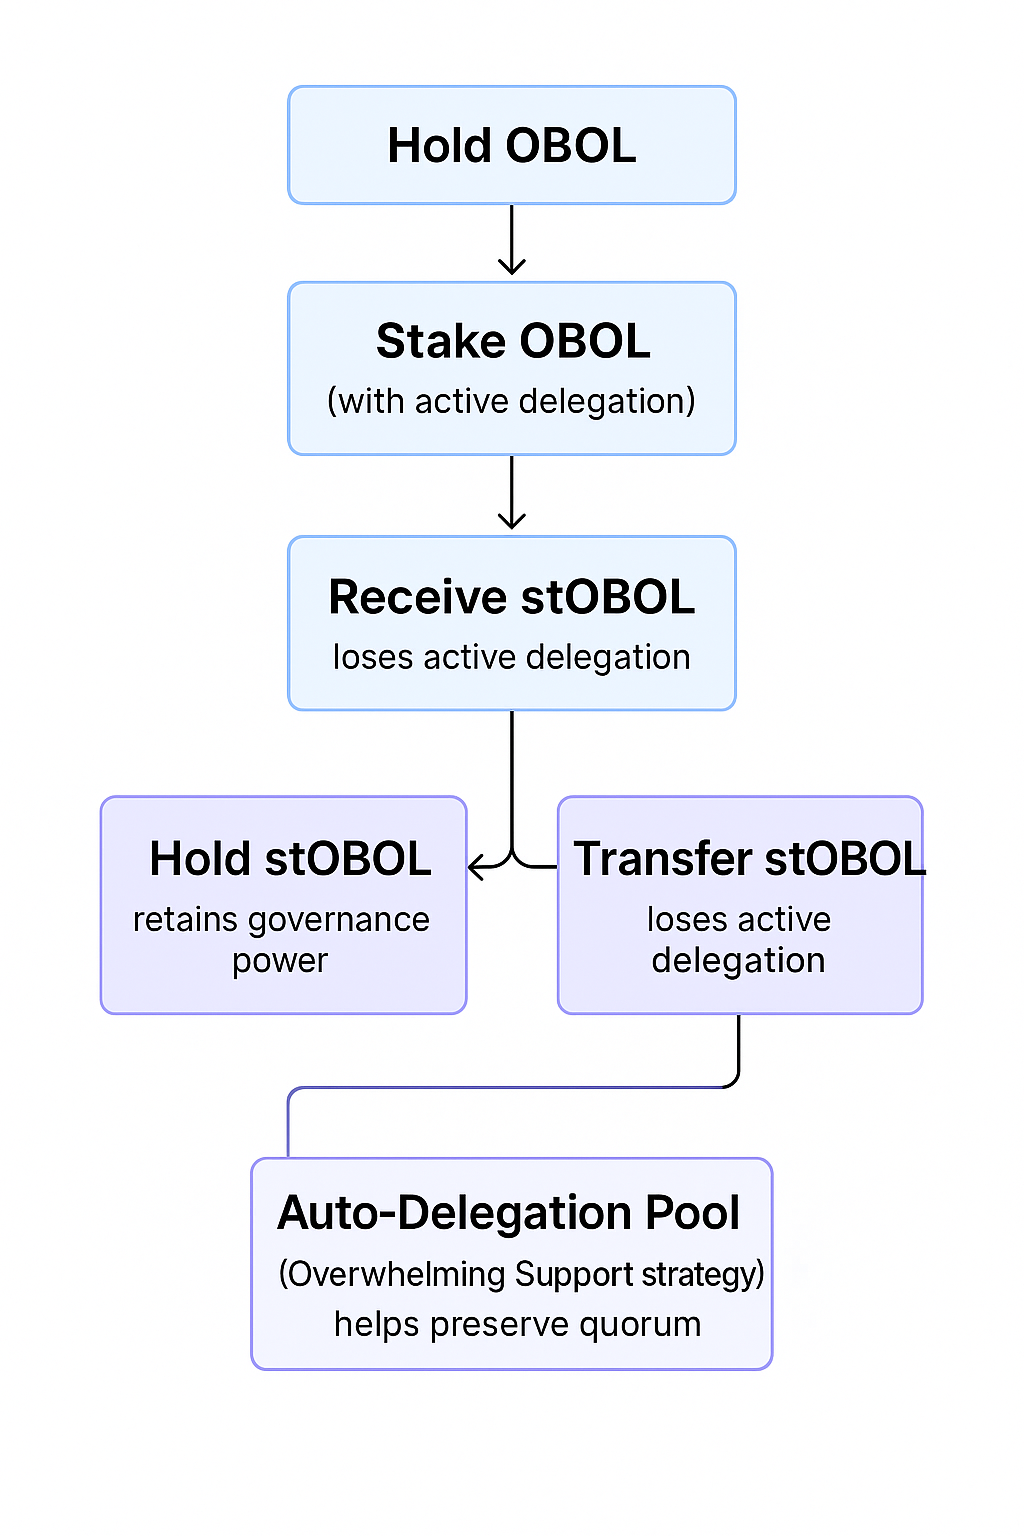 Hold OBOL
Stake OBOL
(with active delegation)
Receive stOBOL
loses active delegation
Hold stOBOL
retains governance
power
Transfer stOBOL
loses active
delegation
Auto-Delegation Pool
(Overwhelming Support strategy)
helps preserve quorum